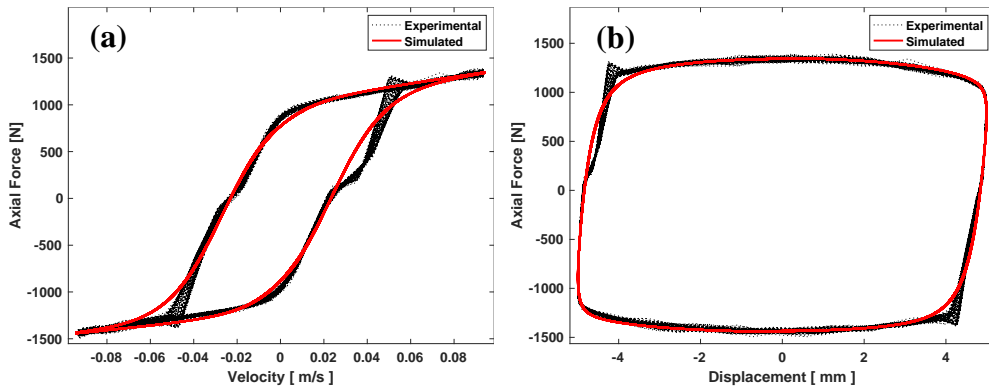 (a)
Experimental
Simulated
1500
1000
500
0
-500
-1000
-1500
Axial Force [N]
-0.08 -0.06 -0.04 -0.02 0 0.02 0.04 0.06 0.08
Velocity [ m/s ]
(b)
Experimental
Simulated
1500
1000
500
0
-500
-1000
-1500
Axial Force [N]
-4 -2 0 2 4
Displacement [ mm ]